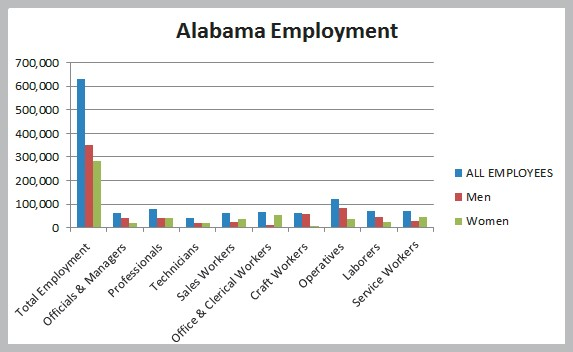 Alabama Employment
700,000
600,000
500,000
400,000
300,000
200,000
100,000
0
Total Employment
Officials & Managers
Professionals
Technicians
Sales Workers
Office & Clerical Workers
Craft Workers
Operatives
Laborers
Service Workers
ALL EMPLOYEES
Men
Women